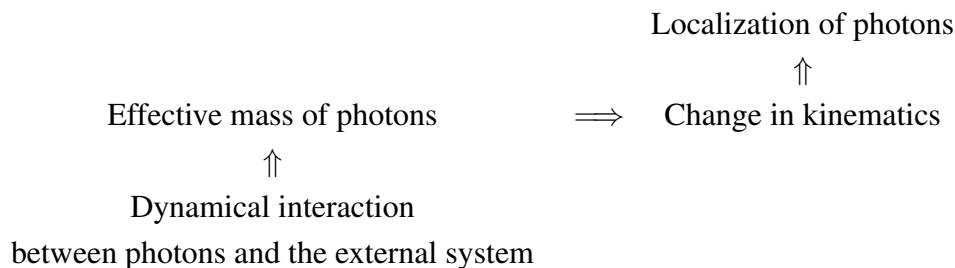 Localization of photons
⇑
Effective mass of photons ⟹ Change in kinematics
⇑
Dynamical interaction
between photons and the external system